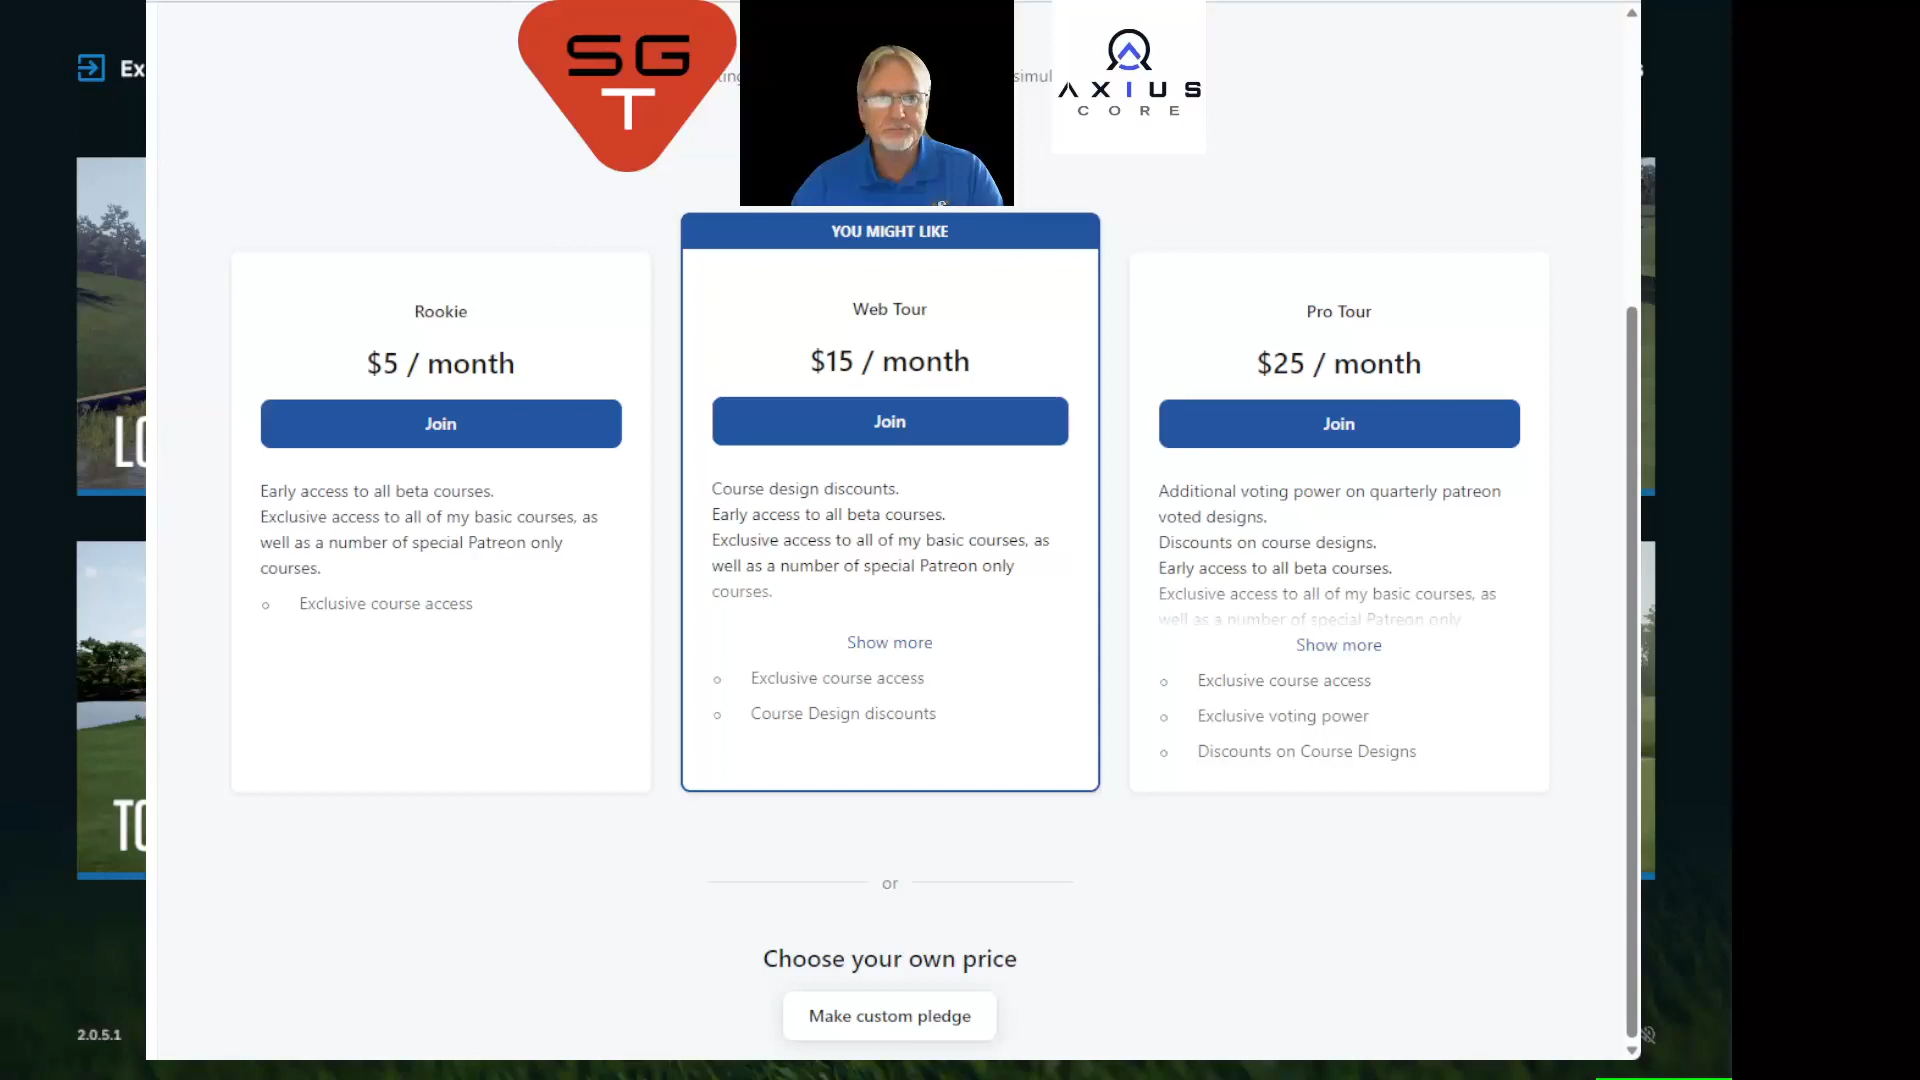 SG
T
AXIUS
CORE
Ex
simul
YOU MIGHT LIKE
Rookie
$5 / month
Join
Early access to all beta courses.
Exclusive access to all of my basic courses, as
well as a number of special Patreon only
courses.
Exclusive course access
Web Tour
$15 / month
Join
Course design discounts.
Early access to all beta courses.
Exclusive access to all of my basic courses, as
well as a number of special Patreon only
courses.
Show more
Exclusive course access
Course Design discounts
Pro Tour
$25 / month
Join
Additional voting power on quarterly patreon
voted designs.
Discounts on course designs.
Early access to all beta courses.
Exclusive access to all of my basic courses, as
well as a number of special Patreon only
Show more
Exclusive course access
Exclusive voting power
Discounts on Course Designs
LO
TO
or
Choose your own price
Make custom pledge
2.0.5.1